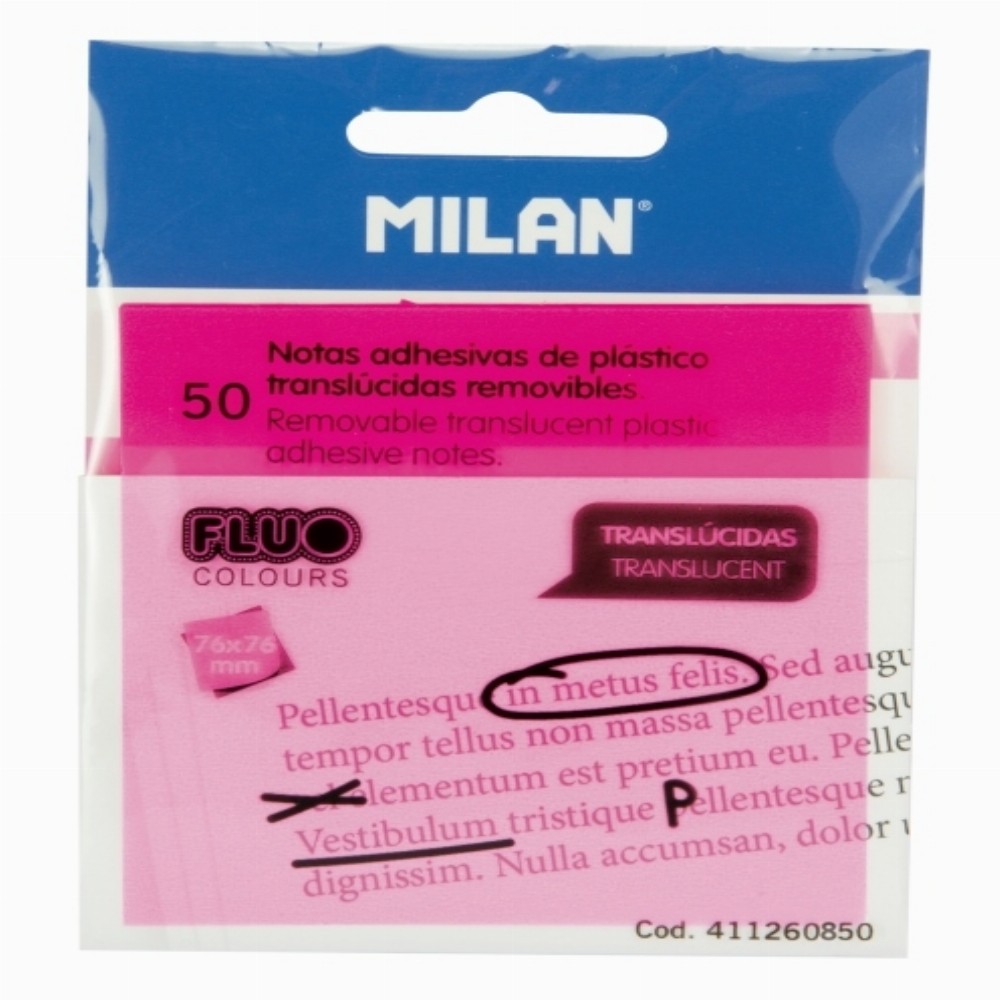 MILAN®
50
Notas adhesivas de plástico
translúcidas removibles.
Removable translucent plastic
adhesive notes.
FLUO
COLOURS
TRANSLÚCIDAS
TRANSLUCENT
76x76
mm
Pellentesqu in metus felis. Sed augu
tempor tellus non massa pellentesqu
elementum est pretium eu. Pelle
Vestibulum tristique Pellentesque
dignissim. Nulla accumsan, dolor
Cod. 411260850